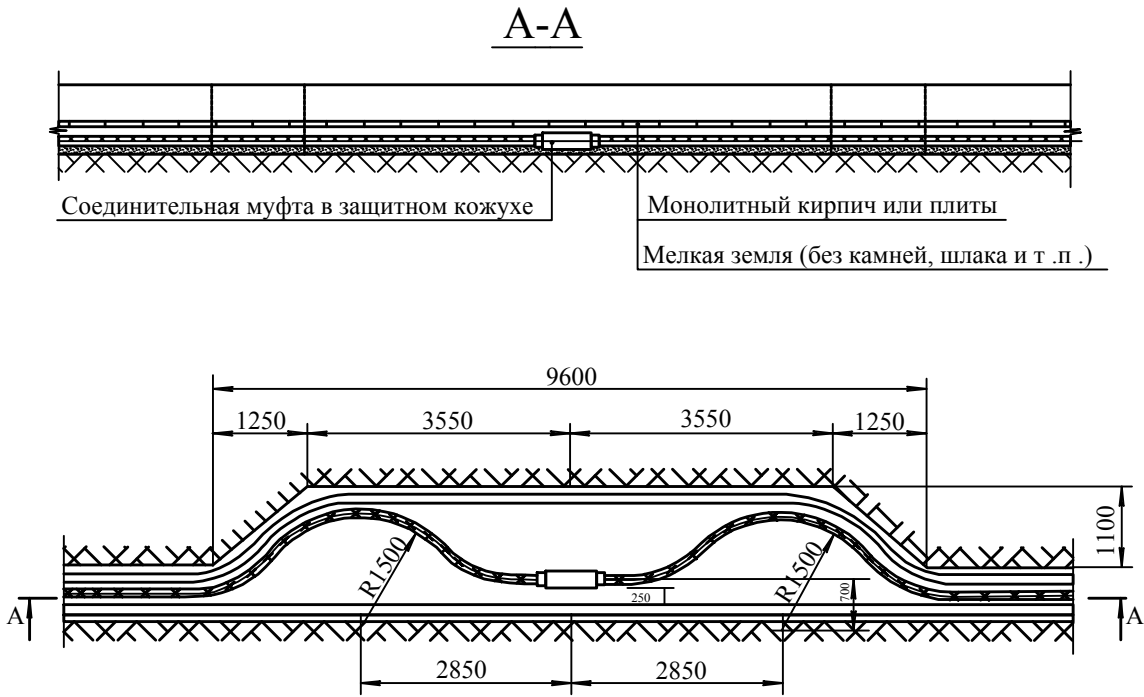 А-А
Соединительная муфта в защитном кожухе
Монолитный кирпич или плиты
Мелкая земля (без камней, шлака и т .п .)
9600
1250
3550
3550
1250
1100
R1500
R1500
250
700
А
А
2850
2850